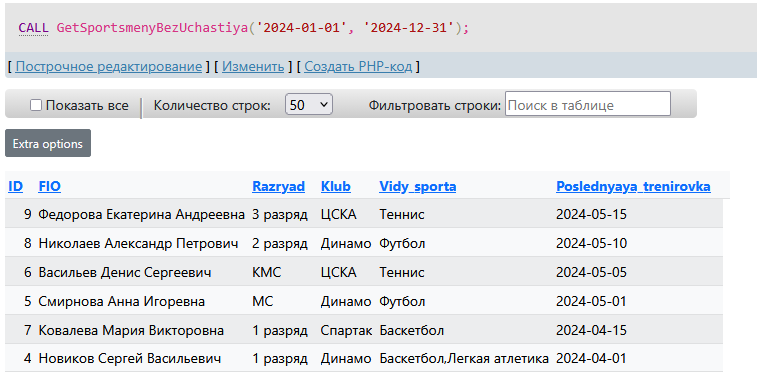 CALL GetSportsmenyBezUchastiya('2024-01-01', '2024-12-31');
[ Построчное редактирование ] [ Изменить ] [ Создать PHP-код ]
Показать все Количество строк: 50 Фильтровать строки: Поиск в таблице
Extra options
ID FIO Razryad Klub Vidy_sporta Poslednyaya_trenirovka
9 Федорова Екатерина Андреевна 3 разряд ЦСКА Теннис 2024-05-15
8 Николаев Александр Петрович 2 разряд Динамо Футбол 2024-05-10
6 Васильев Денис Сергеевич КМС ЦСКА Теннис 2024-05-05
5 Смирнова Анна Игоревна МС Динамо Футбол 2024-05-01
7 Ковалева Мария Викторовна 1 разряд Спартак Баскетбол 2024-04-15
4 Новиков Сергей Васильевич 1 разряд Динамо Баскетбол,Легкая атлетика 2024-04-01